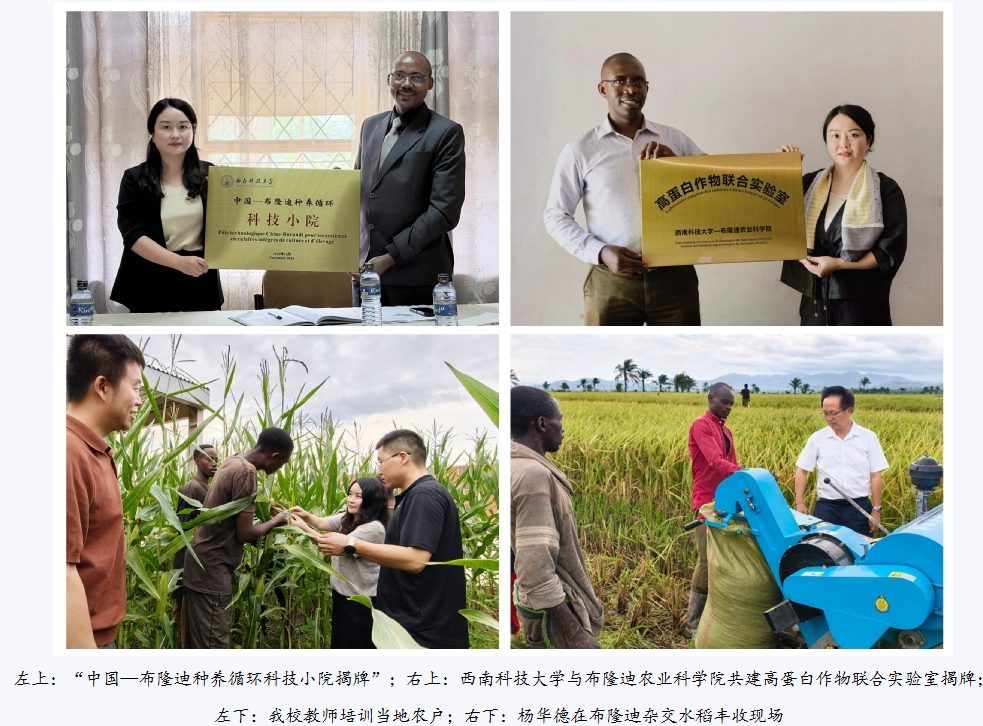 西南科技大学
中国—布隆迪种养循环
科技小院
Pôle technologique Chine-Burundi pour les systèmes
circulaires intégrés de culture et d'élevage
高蛋白作物联合实验室
西南科技大学—布隆迪农业科学院
左上：“中国—布隆迪种养循环科技小院揭牌”；右上：西南科技大学与布隆迪农业科学院共建高蛋白作物联合实验室揭牌；
左下：我校教师培训当地农户；右下：杨华德在布隆迪杂交水稻丰收现场